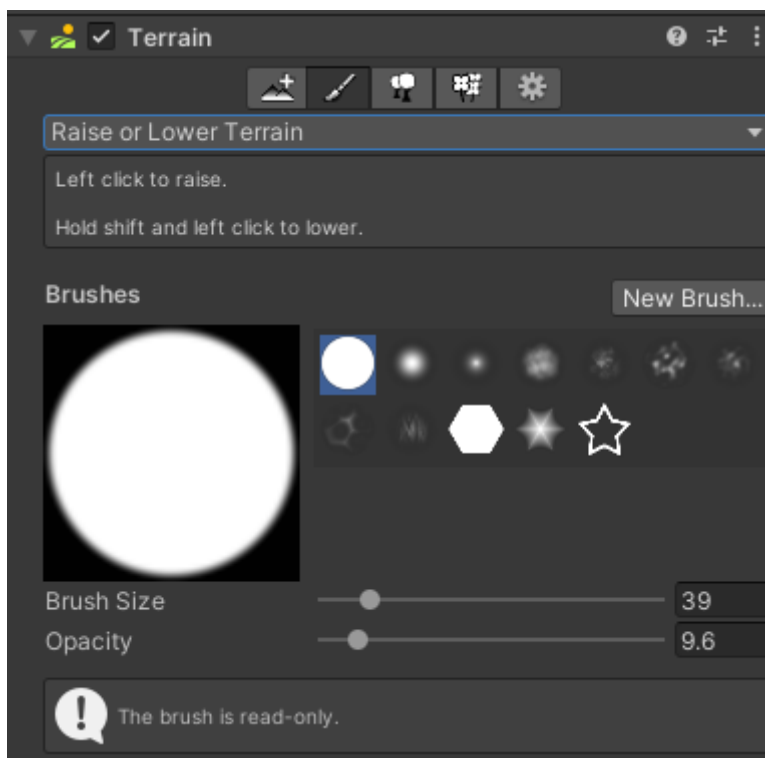 Terrain
Raise or Lower Terrain
Left click to raise.
Hold shift and left click to lower.
Brushes
New Brush...
Brush Size
39
Opacity
9.6
The brush is read-only.